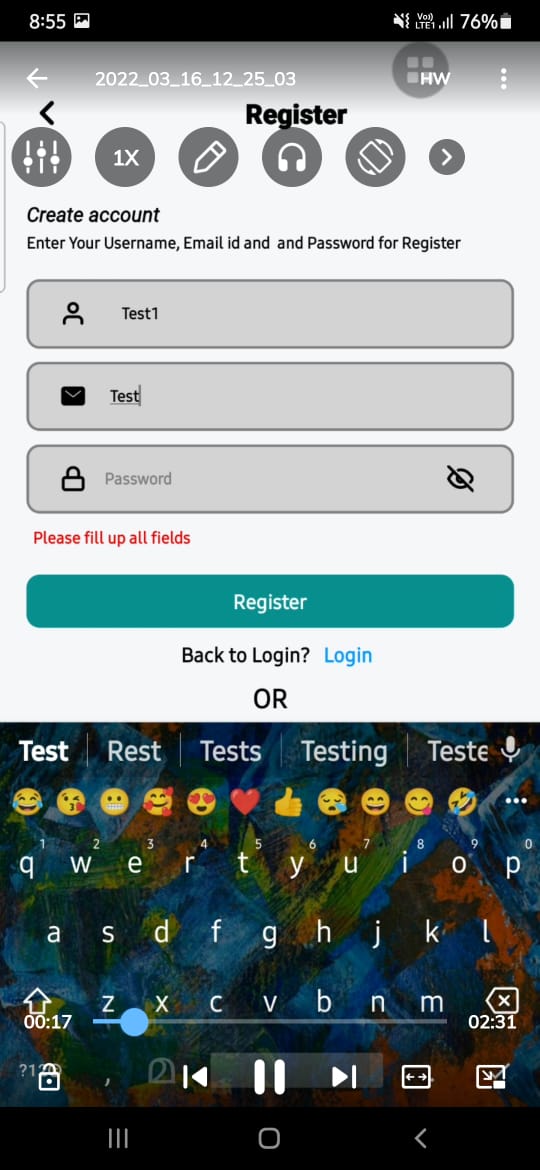 8:55 Vo)) LTE1 76%
2022_03_16_12_25_03 HW
Register
1X
Create account
Enter Your Username, Email id and and Password for Register
Test1
Test
Password
Please fill up all fields
Register
Back to Login? Login
OR
Test Rest Tests Testing Teste
1 2 3 4 5 6 7 8 9 0
q w e r t y u i o p
a s d f g h j k l
z x c v b n m
00:17 02:31
?123 ,